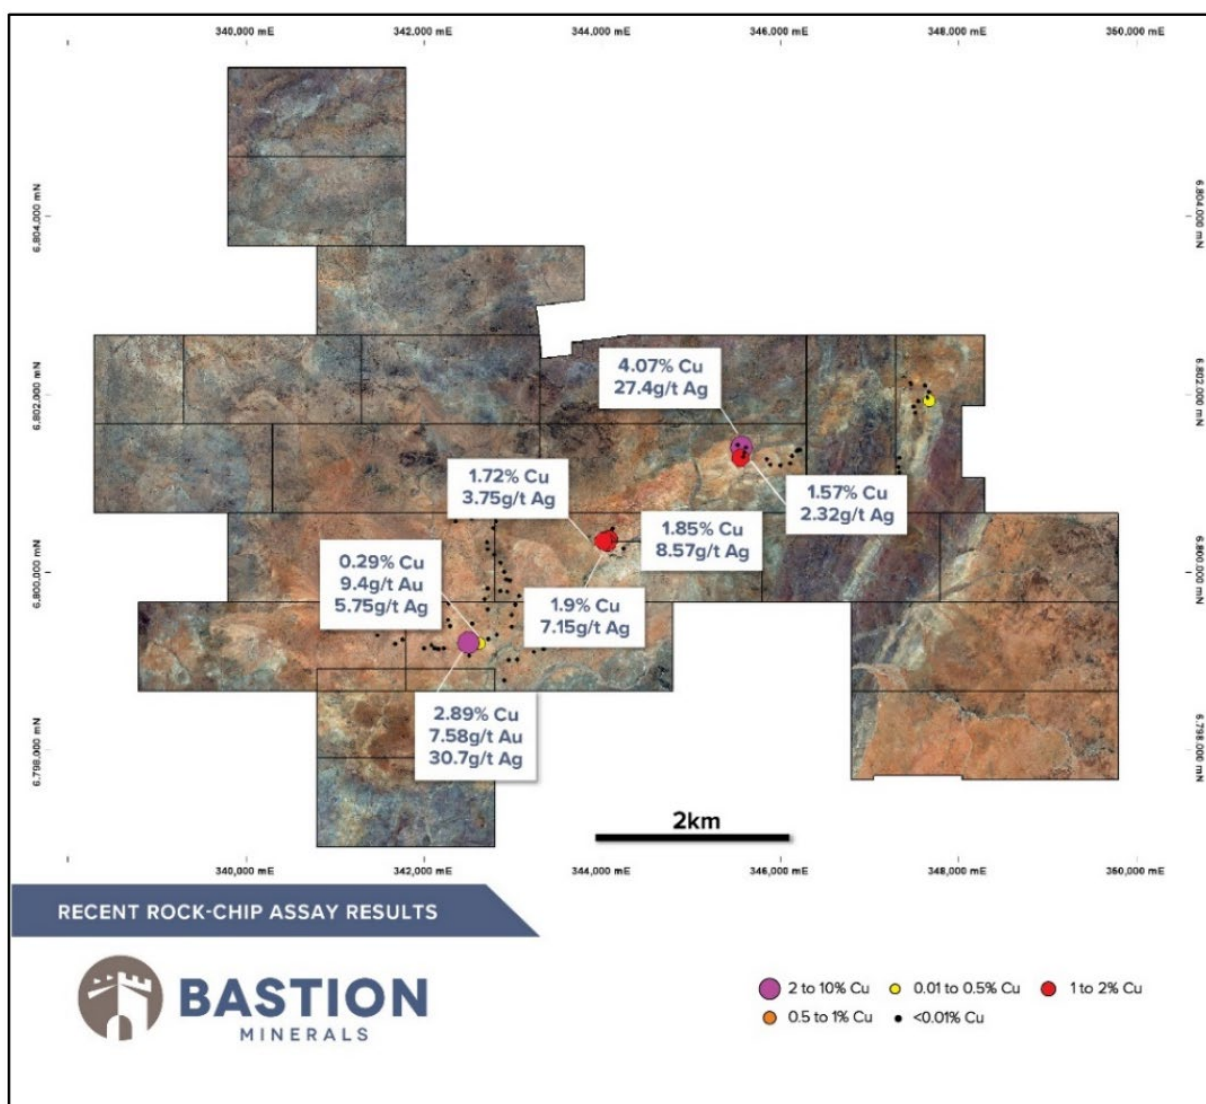 340,000 mE
342,000 mE
344,000 mE
346,000 mE
348,000 mE
350,000 mE
6,804,000 mN
6,804,000 mN
4.07% Cu
27.4g/t Ag
6,802,000 mN
6,802,000 mN
1.72% Cu
3.75g/t Ag
1.57% Cu
2.32g/t Ag
1.85% Cu
8.57g/t Ag
0.29% Cu
9.4g/t Au
5.75g/t Ag
6,800,000 mN
6,800,000 mN
1.9% Cu
7.15g/t Ag
2.89% Cu
7.58g/t Au
30.7g/t Ag
6,798,000 mN
6,798,000 mN
2km
340,000 mE
342,000 mE
344,000 mE
346,000 mE
348,000 mE
350,000 mE
RECENT ROCK-CHIP ASSAY RESULTS
BASTION
MINERALS
2 to 10% Cu
0.01 to 0.5% Cu
1 to 2% Cu
0.5 to 1% Cu
<0.01% Cu